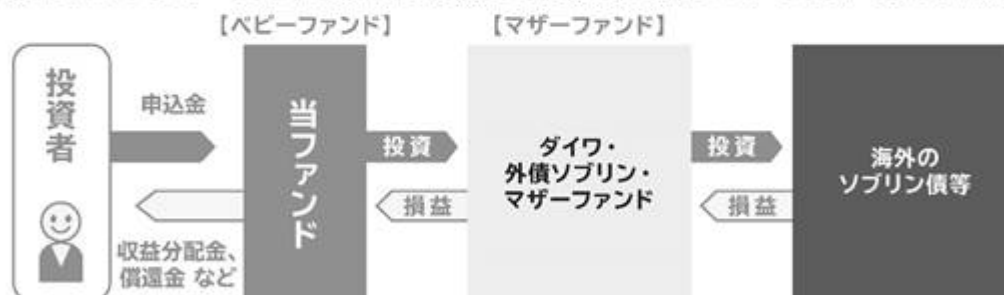 【ベビーファンド】
【マザーファンド】
投資者
申込金
収益分配金、
償還金 など
当ファンド
投資
損益
ダイワ・
外債ソブリン・
マザーファンド
投資
損益
海外の
ソブリン債等